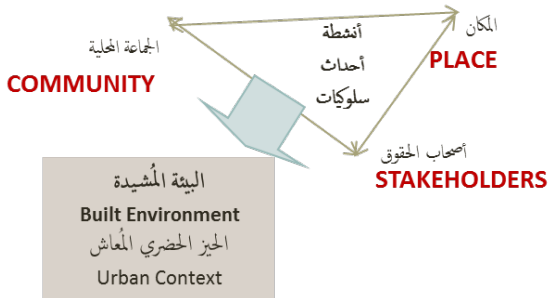 المكان
PLACE
أنشطة
أحداث
سلوكيات
الجماعة المحلية
COMMUNITY
أصحاب الحقوق
STAKEHOLDERS
البيئة المُشيدة
Built Environment
الحيز الحضري المُعاش
Urban Context